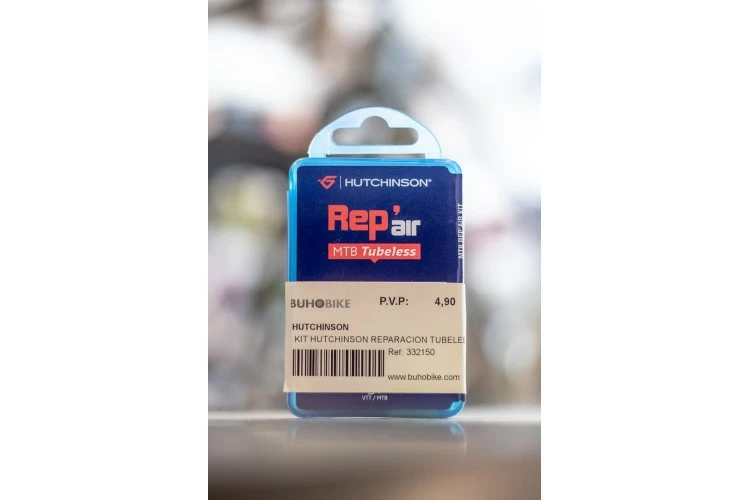 HUTCHINSON®
Rep'air
MTB Tubeless
MTB REP'AIR KIT
BUHOBIKE P.V.P: 4,90
HUTCHINSON
KIT HUTCHINSON REPARACION TUBELES
Ref: 332150
www.buhobike.com
VTT / MTB